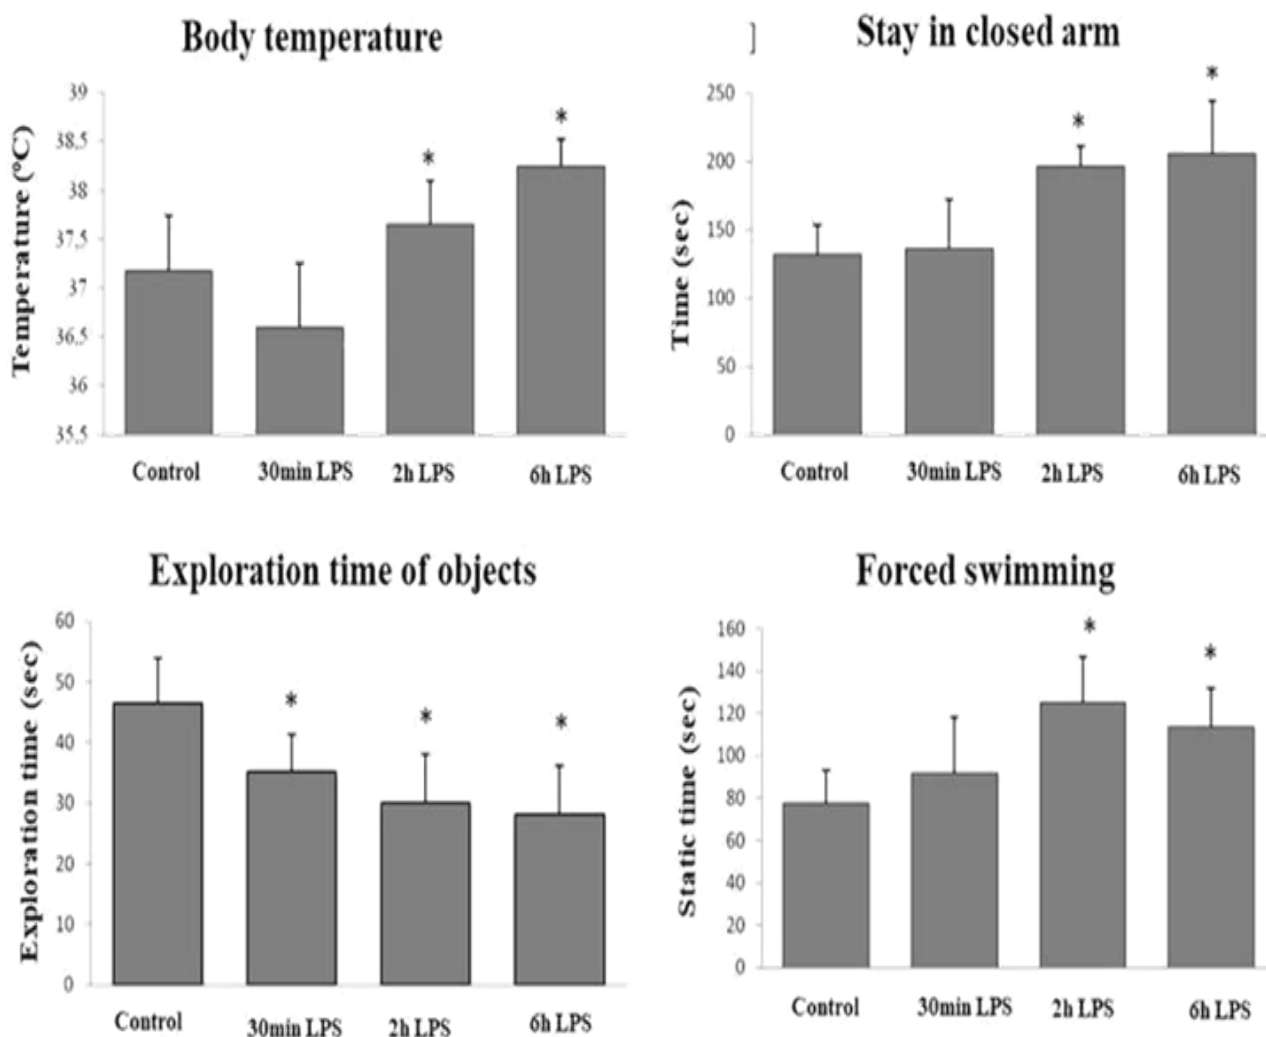 Body temperature
Temperature (°C)
39
38,5
38
37,5
37
36,5
36
35,5
*
*
Control
30min LPS
2h LPS
6h LPS
]
Stay in closed arm
Time (sec)
250
200
150
100
50
0
*
*
Control
30min LPS
2h LPS
6h LPS
Exploration time of objects
Exploration time (sec)
60
50
40
30
20
10
0
*
*
*
Control
30min LPS
2h LPS
6h LPS
Forced swimming
Static time (sec)
160
140
120
100
80
60
40
20
0
*
*
Control
30min LPS
2h LPS
6h LPS